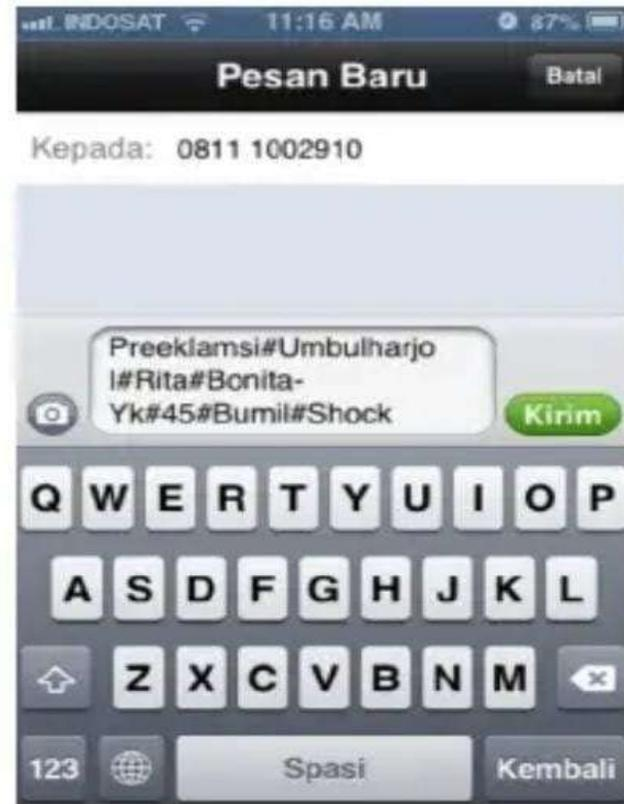 INDOSAT 11:16 AM 87%
Pesan Baru Batal
Kepada: 0811 1002910
Preeklamsi#Umbulharjo
I#Rita#Bonita-
Yk#45#Bumil#Shock
Kirim
Q W E R T Y U I O P
A S D F G H J K L
Z X C V B N M
123 Spasi Kembali